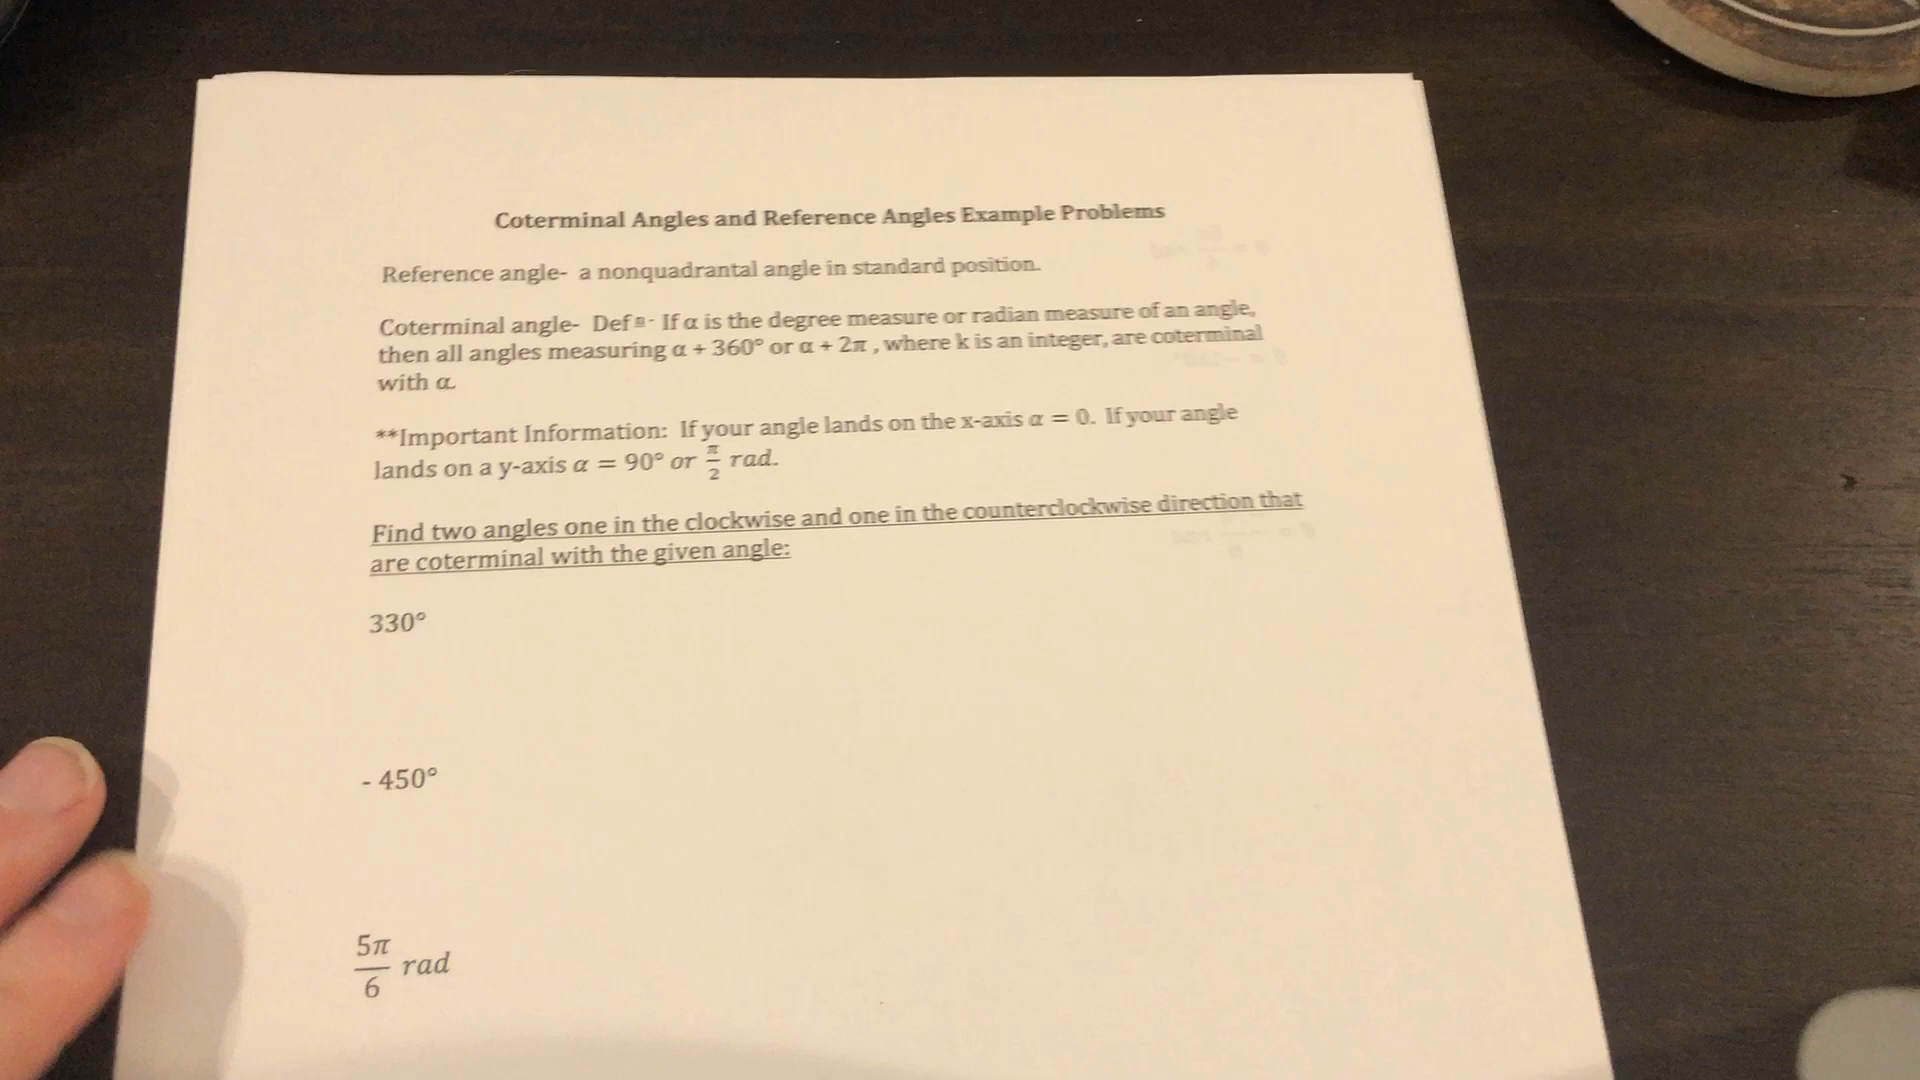 Coterminal Angles and Reference Angles Example Problems
Reference angle- a nonquadrantal angle in standard position.
Coterminal angle- Def n - If α is the degree measure or radian measure of an angle,
then all angles measuring α + 360° or α + 2π , where k is an integer, are coterminal
with α.
**Important Information: If your angle lands on the x-axis α = 0. If your angle
lands on a y-axis α = 90° or π/2 rad.
Find two angles one in the clockwise and one in the counterclockwise direction that
are coterminal with the given angle:
330°
- 450°
5π/6 rad